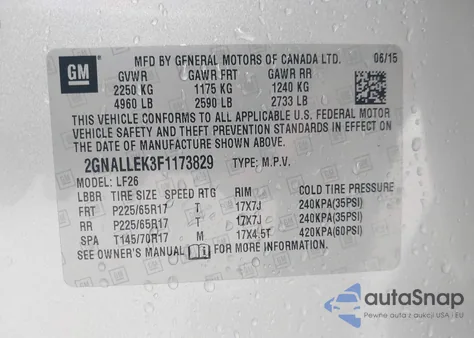 GM
MFD BY GENERAL MOTORS OF CANADA LTD. 06/15
GVWR GAWR FRT GAWR RR
2250 KG 1175 KG 1240 KG
4960 LB 2590 LB 2733 LB
THIS VEHICLE CONFORMS TO ALL APPLICABLE U.S. FEDERAL MOTOR
VEHICLE SAFETY AND THEFT PREVENTION STANDARDS IN EFFECT ON
THE DATE OF MANUFACTURE SHOWN ABOVE.
2GNALLEK3F1173829 TYPE: M.P.V.
MODEL: LF26
LBBR TIRE SIZE SPEED RTG RIM COLD TIRE PRESSURE
FRT P225/65R17 T 17X7J 240KPA(35PSI)
RR P225/65R17 T 17X7J 240KPA(35PSI)
SPA T145/70R17 M 17X4.5T 420KPA(60PSI)
SEE OWNER'S MANUAL FOR MORE INFORMATION.
autoSnap
Pewne auta z USA i EU